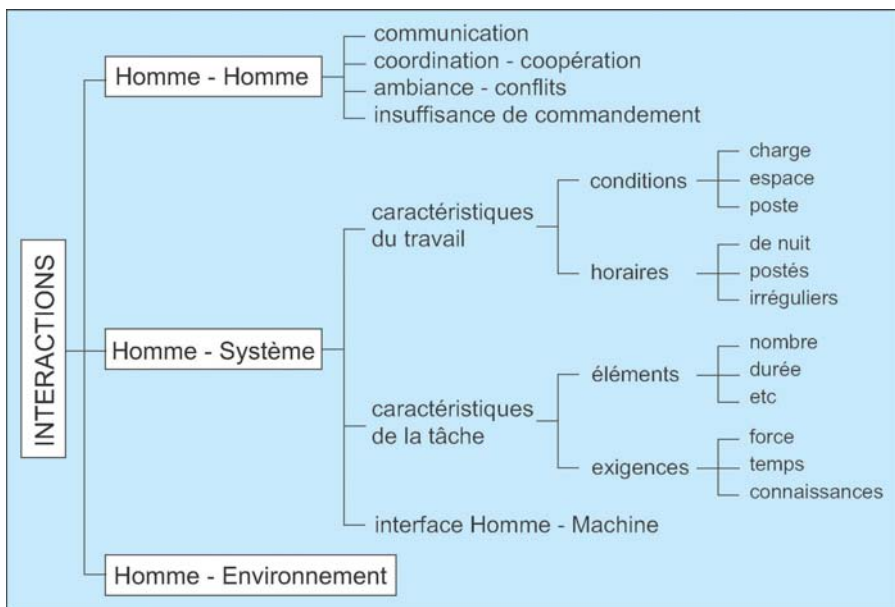 INTERACTIONS
Homme - Homme
communication
coordination - coopération
ambiance - conflits
insuffisance de commandement
Homme - Système
caractéristiques
du travail
conditions
charge
espace
poste
horaires
de nuit
postés
irréguliers
caractéristiques
de la tâche
éléments
nombre
durée
etc
exigences
force
temps
connaissances
interface Homme - Machine
Homme - Environnement